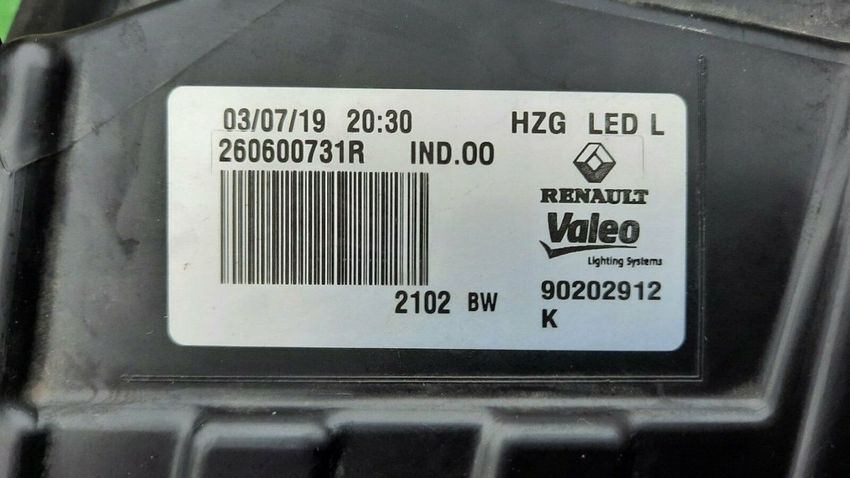 03/07/19 20:30 HZG LED L
260600731R IND.00
RENAULT
Valeo
Lighting Systems
2102 BW 90202912
K